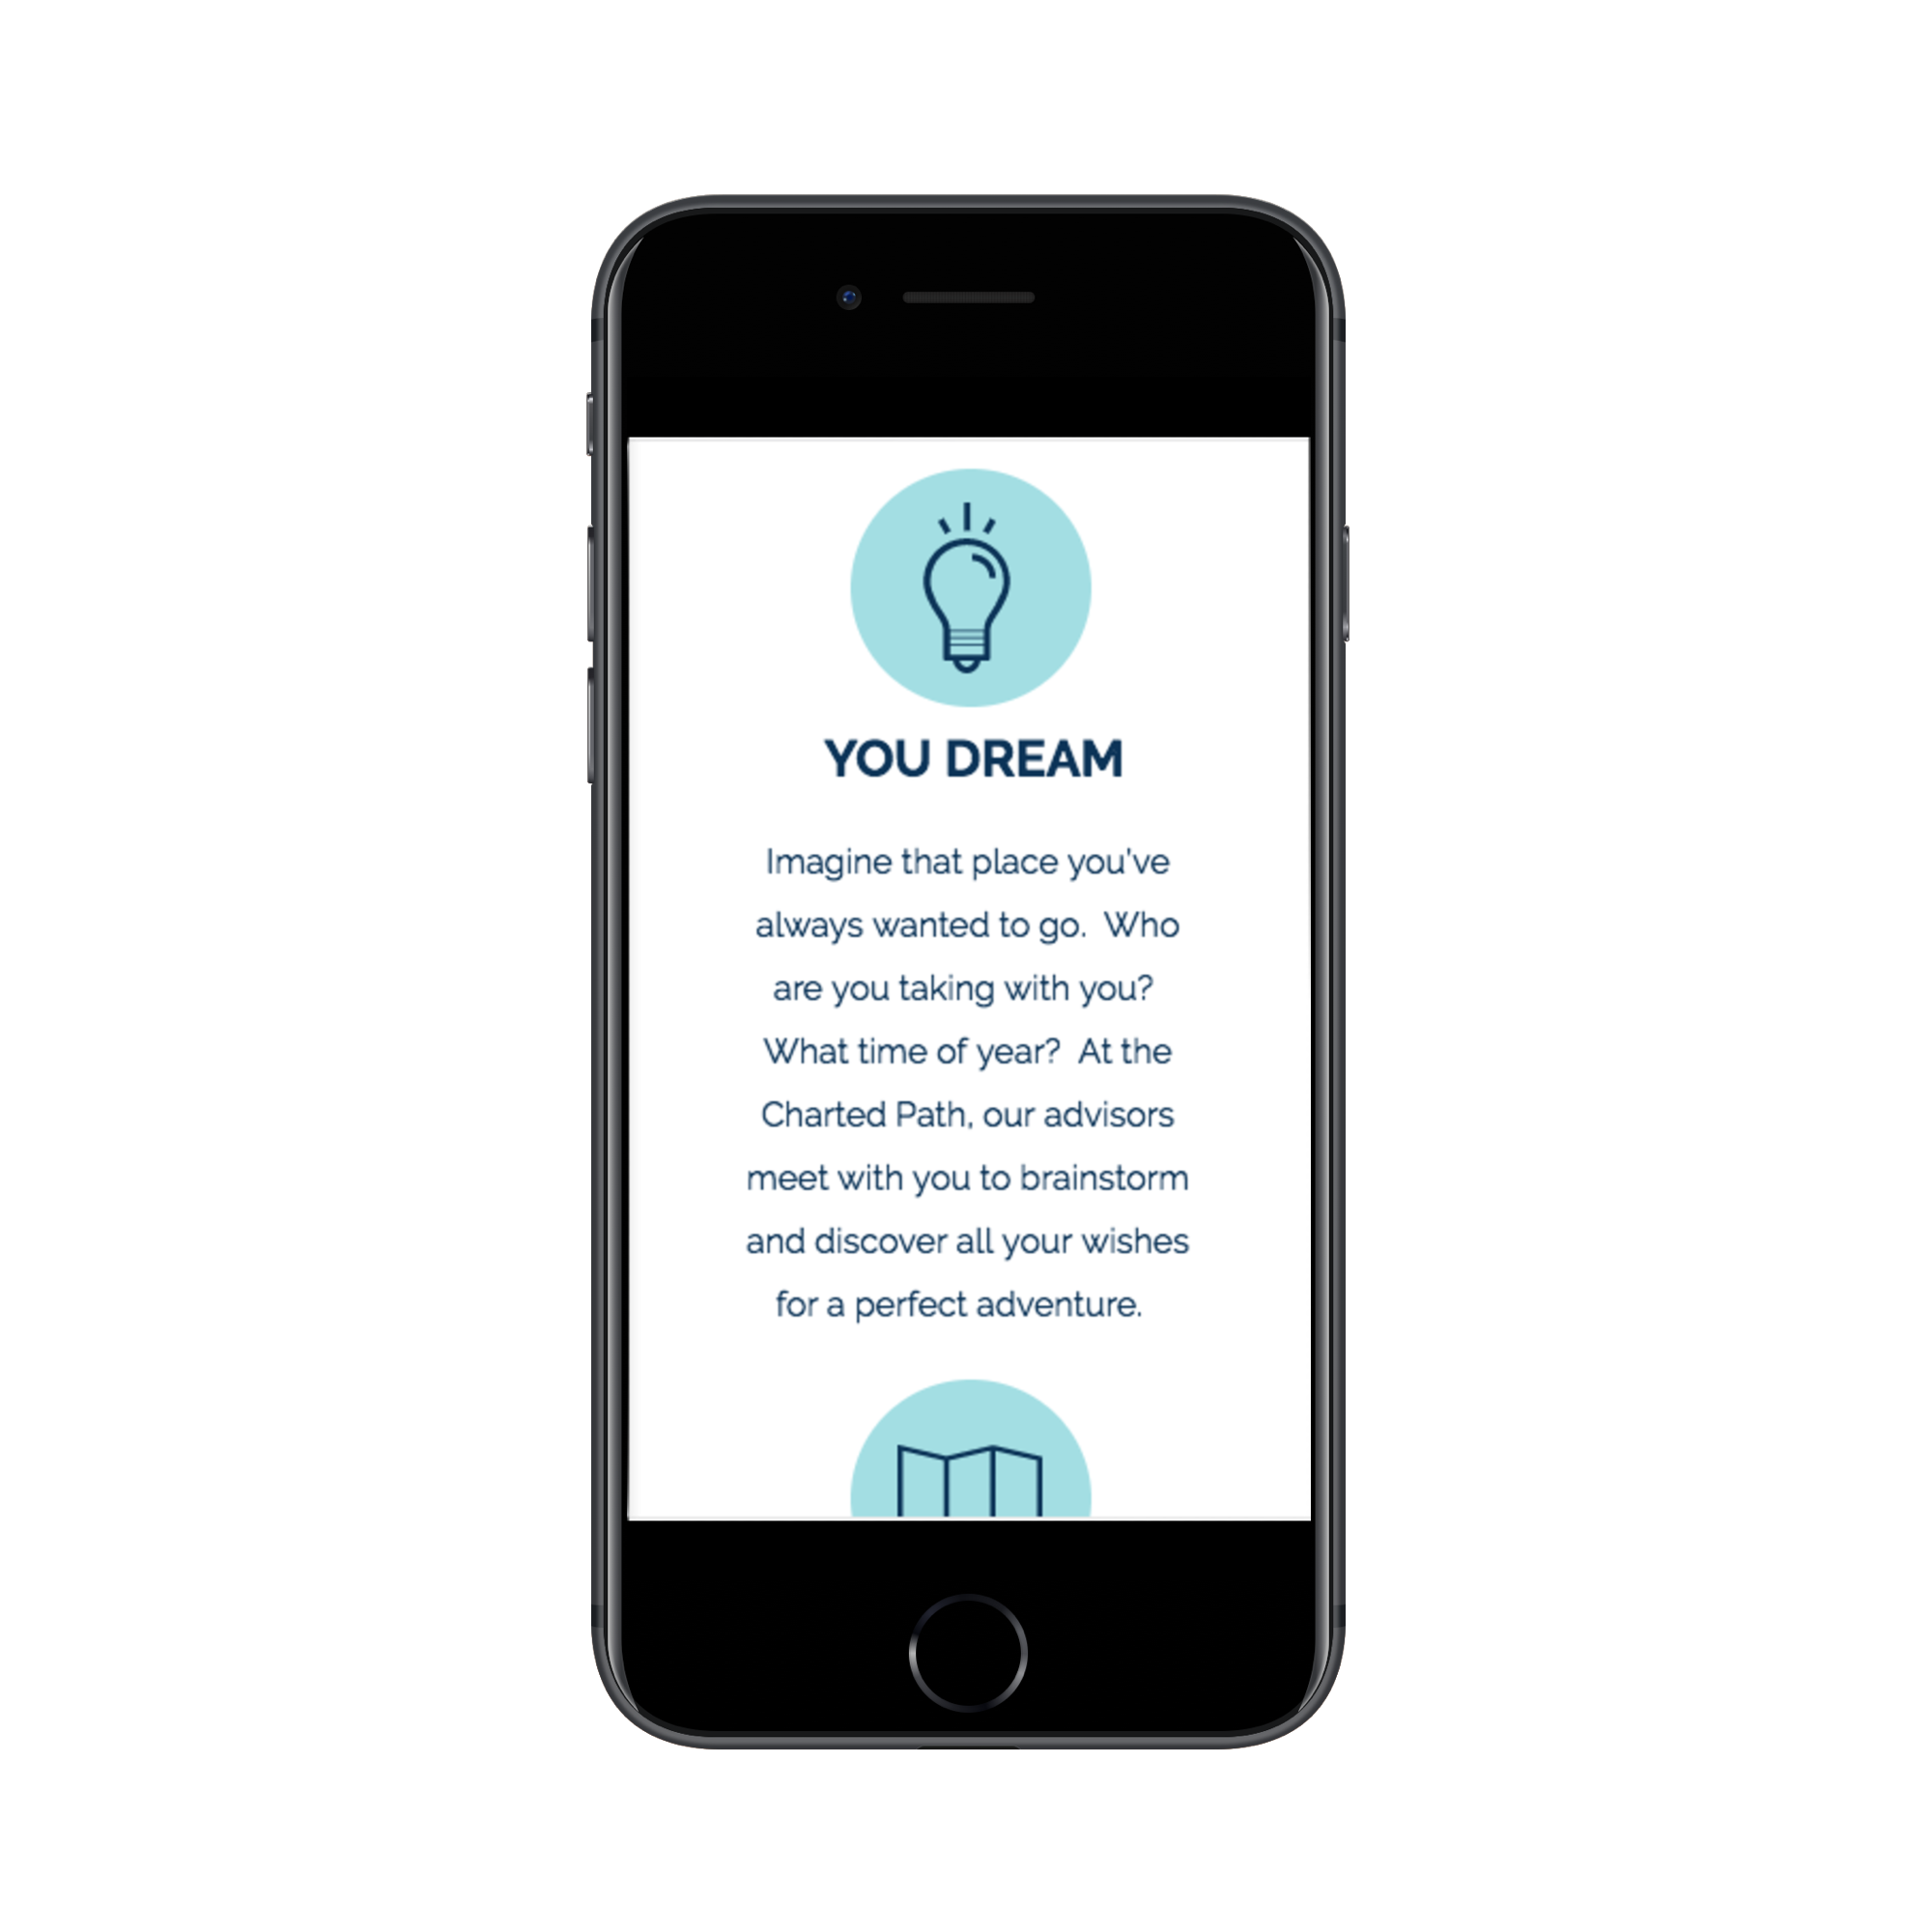 YOU DREAM
Imagine that place you've
always wanted to go.  Who
are you taking with you?
What time of year?  At the
Charted Path, our advisors
meet with you to brainstorm
and discover all your wishes
for a perfect adventure.